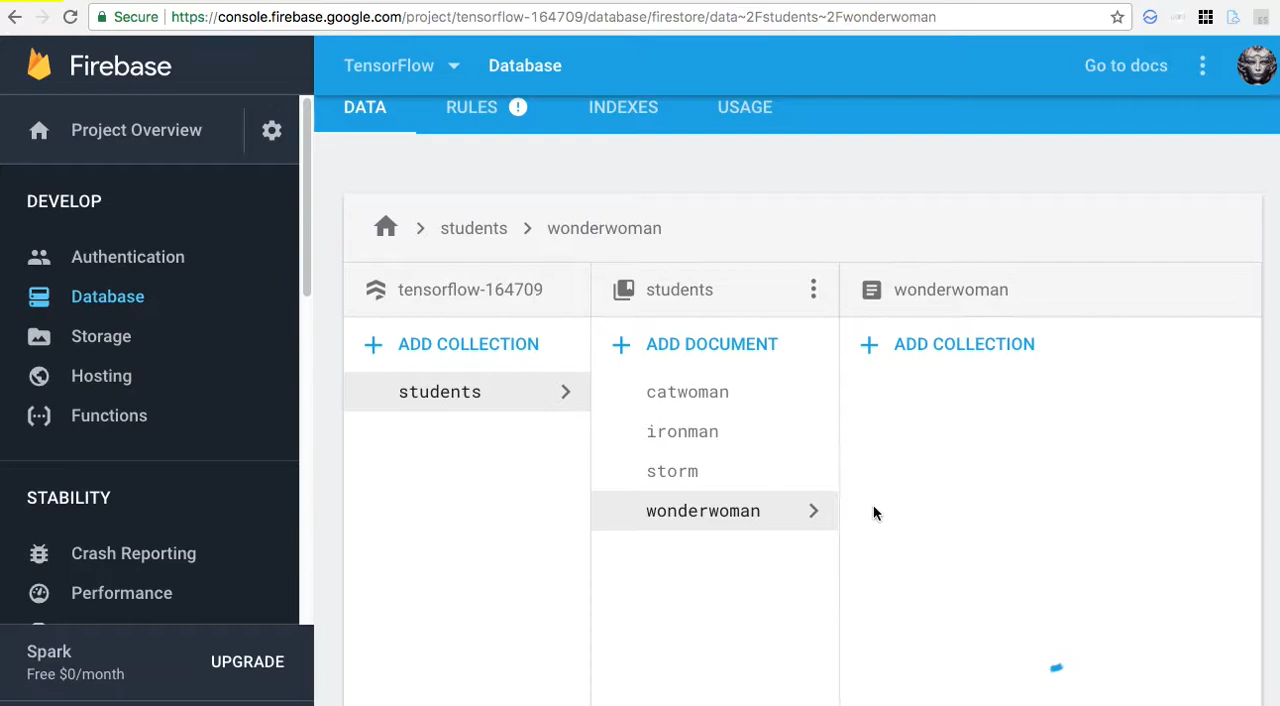 Secure https://console.firebase.google.com/project/tensorflow-164709/database/firestore/data~2Fstudents~2Fwonderwoman
Firebase
TensorFlow Database Go to docs
Project Overview
DATA RULES ! INDEXES USAGE
DEVELOP
Authentication
Database
Storage
Hosting
Functions
STABILITY
Crash Reporting
Performance
Spark
Free $0/month
UPGRADE
students wonderwoman
tensorflow-164709
ADD COLLECTION
students
students
ADD DOCUMENT
catwoman
ironman
storm
wonderwoman
wonderwoman
ADD COLLECTION